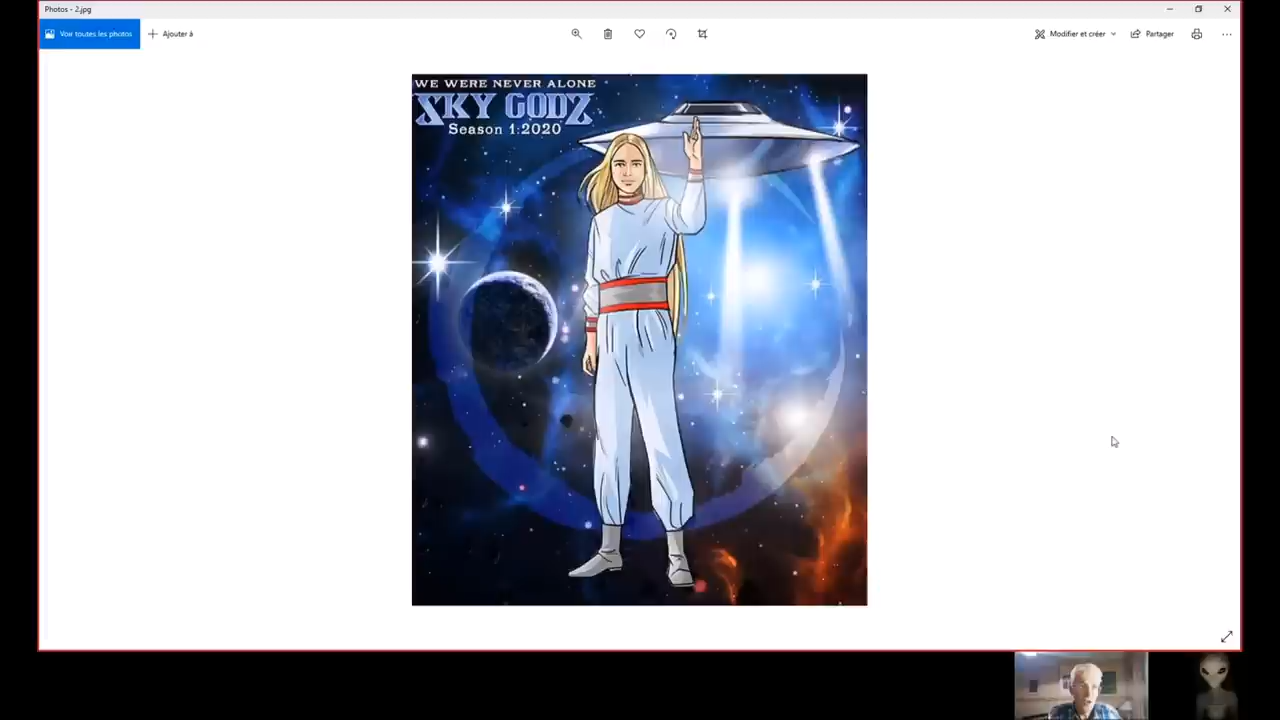 Photos - 2.jpg
Voir toutes les photos
Ajouter à
Modifier et créer
Partager
WE WERE NEVER ALONE
SKY GODZ
Season 1:2020